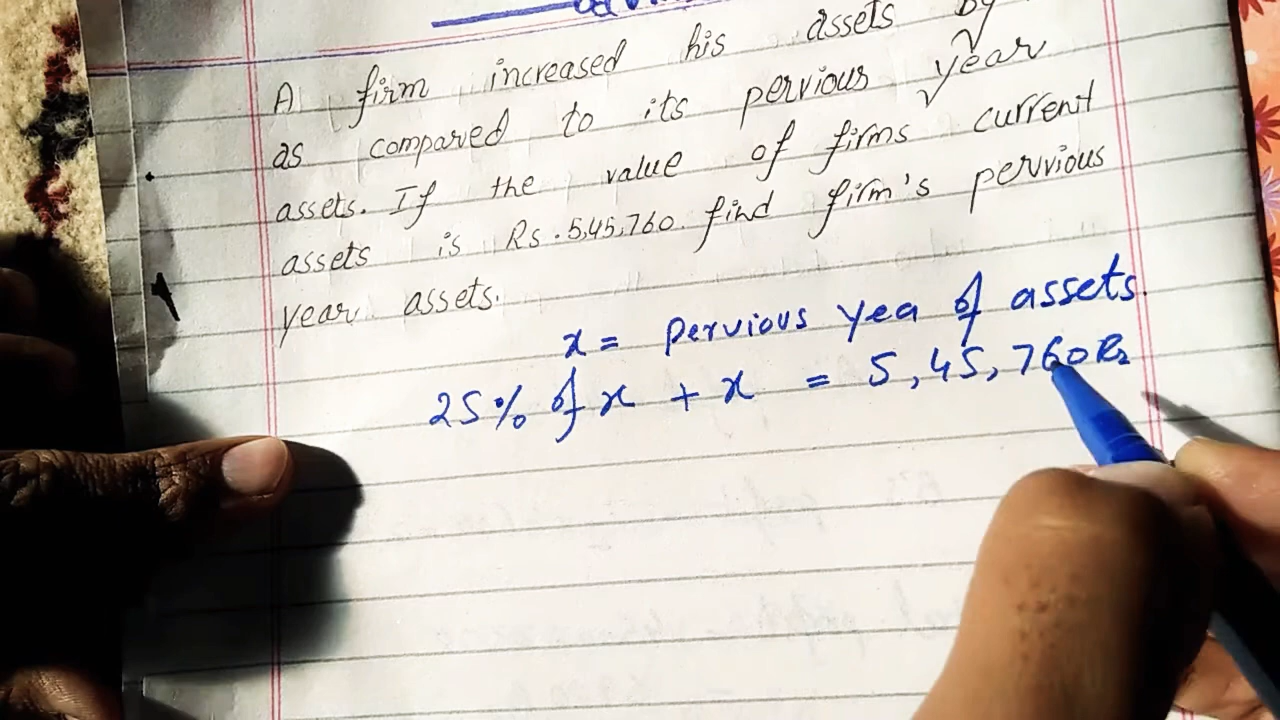 A firm increased his assets by
as compared to its pervious year
assets. If the value of firms current
assets is Rs.5,45,760. find firm's pervious
year assets.
x = pervious yea of assets.
25% of x + x = 5,45,760 Rs